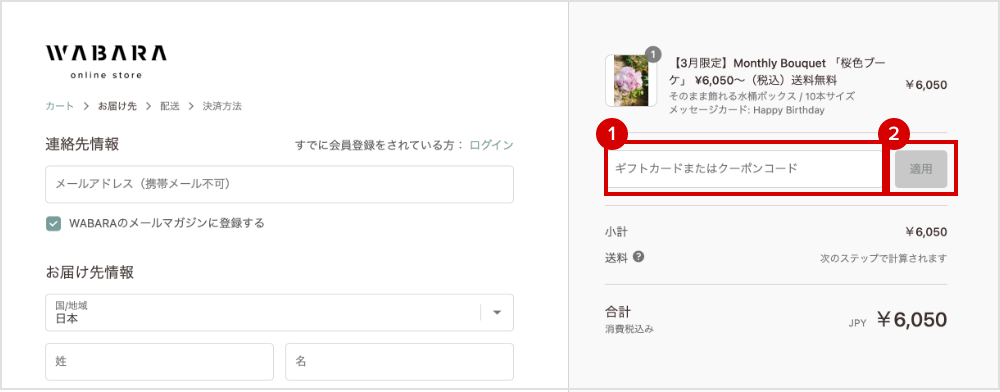 WABARA
online store
カート > お届け先 > 配送 > 決済方法
連絡先情報
すでに会員登録をされている方： ログイン
メールアドレス（携帯メール不可）
WABARAのメールマガジンに登録する
お届け先情報
国/地域
日本
姓
名
1
【3月限定】Monthly Bouquet 「桜色ブー
ケ」 ¥6,050〜（税込）送料無料
そのまま飾れる水桶ボックス / 10本サイズ
メッセージカード: Happy Birthday
￥6,050
1
2
ギフトカードまたはクーポンコード
適用
小計
￥6,050
送料 ?
次のステップで計算されます
合計
消費税込み
JPY ￥6,050